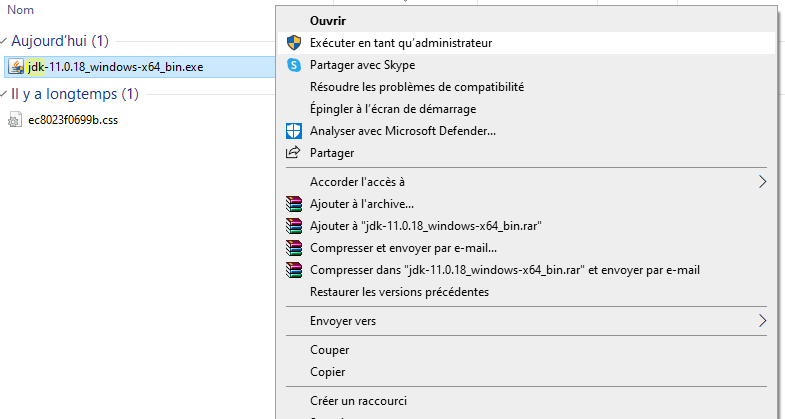 Nom
Aujourd'hui (1)
jdk-11.0.18_windows-x64_bin.exe
Il y a longtemps (1)
ec8023f0699b.css
Ouvrir
Exécuter en tant qu'administrateur
Partager avec Skype
Résoudre les problèmes de compatibilité
Épingler à l'écran de démarrage
Analyser avec Microsoft Defender...
Partager
Accorder l'accès à
Ajouter à l'archive...
Ajouter à "jdk-11.0.18_windows-x64_bin.rar"
Compresser et envoyer par e-mail...
Compresser dans "jdk-11.0.18_windows-x64_bin.rar" et envoyer par e-mail
Restaurer les versions précédentes
Envoyer vers
Couper
Copier
Créer un raccourci